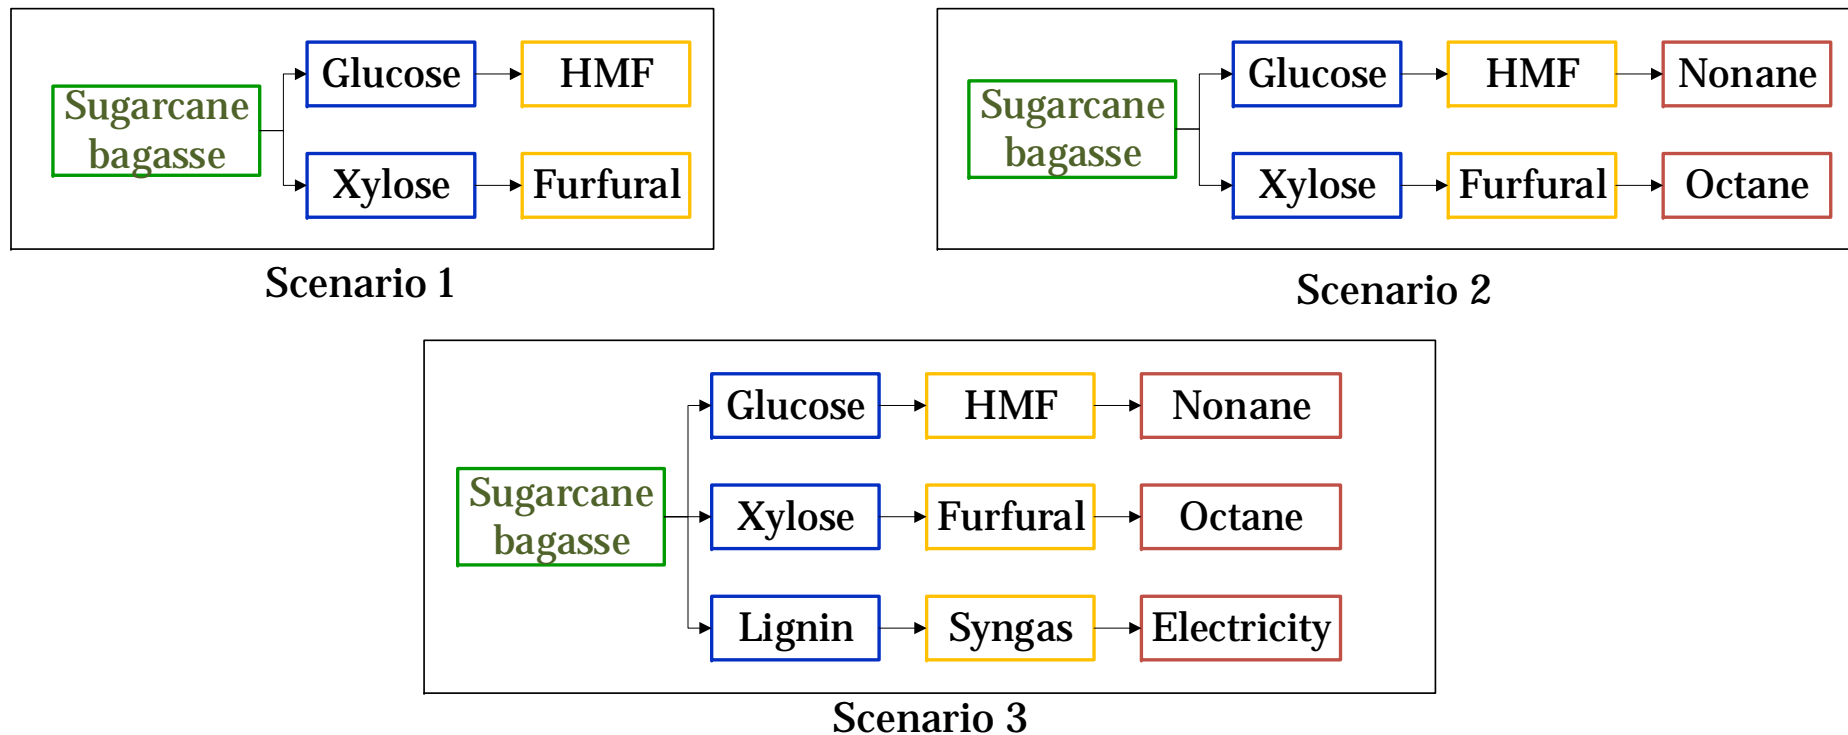 Sugarcane
bagasse
Glucose
HMF
Xylose
Furfural
Scenario 1
Sugarcane
bagasse
Glucose
HMF
Nonane
Xylose
Furfural
Octane
Scenario 2
Sugarcane
bagasse
Glucose
HMF
Nonane
Xylose
Furfural
Octane
Lignin
Syngas
Electricity
Scenario 3